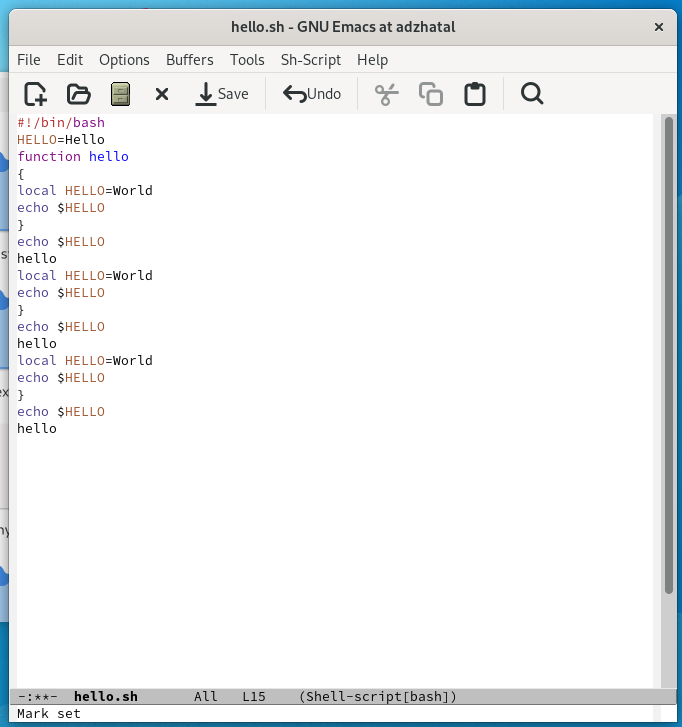 hello.sh - GNU Emacs at adzhatal
File Edit Options Buffers Tools Sh-Script Help
Save Undo
#!/bin/bash
HELLO=Hello
function hello
{
local HELLO=World
echo $HELLO
}
echo $HELLO
hello
local HELLO=World
echo $HELLO
}
echo $HELLO
hello
local HELLO=World
echo $HELLO
}
echo $HELLO
hello
-:**- hello.sh All L15 (Shell-script[bash])
Mark set